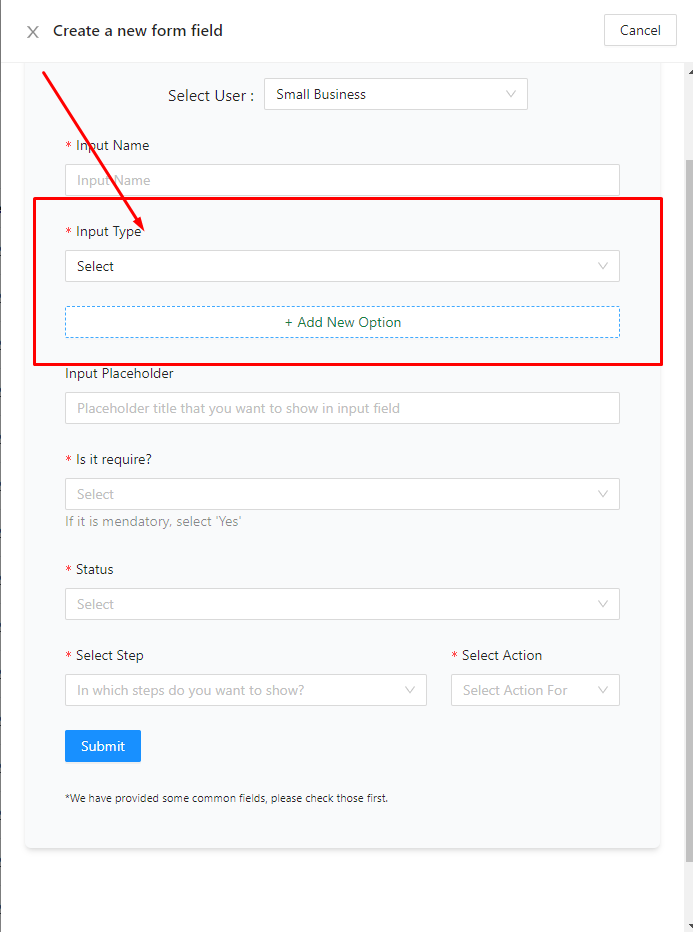 Create a new form field
Cancel
Select User :
Small Business
* Input Name
Input Name
* Input Type
Select
+ Add New Option
Input Placeholder
Placeholder title that you want to show in input field
* Is it require?
Select
If it is mendatory, select 'Yes'
* Status
Select
* Select Step
* Select Action
In which steps do you want to show?
Select Action For
Submit
*We have provided some common fields, please check those first.